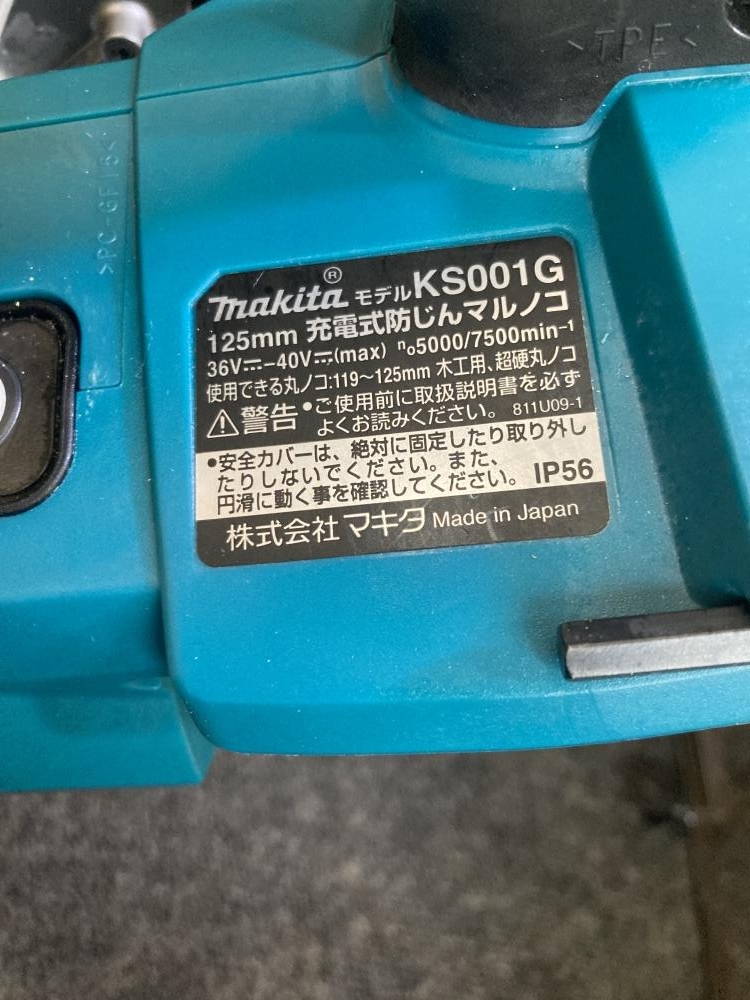 >TPE<
>PC-GF15<
makita® モデル KS001G
125mm 充電式防じんマルノコ
36V⎓-40V⎓(max) n₀5000/7500min⁻¹
使用できる丸ノコ:119～125mm 木工用、超硬丸ノコ
⚠警告 •ご使用前に取扱説明書を必ず
よくお読みください。 811U09-1
•安全カバーは、絶対に固定したり取り外し
たりしないでください。また、
円滑に動く事を確認してください。 IP56
株式会社 マキタ Made in Japan